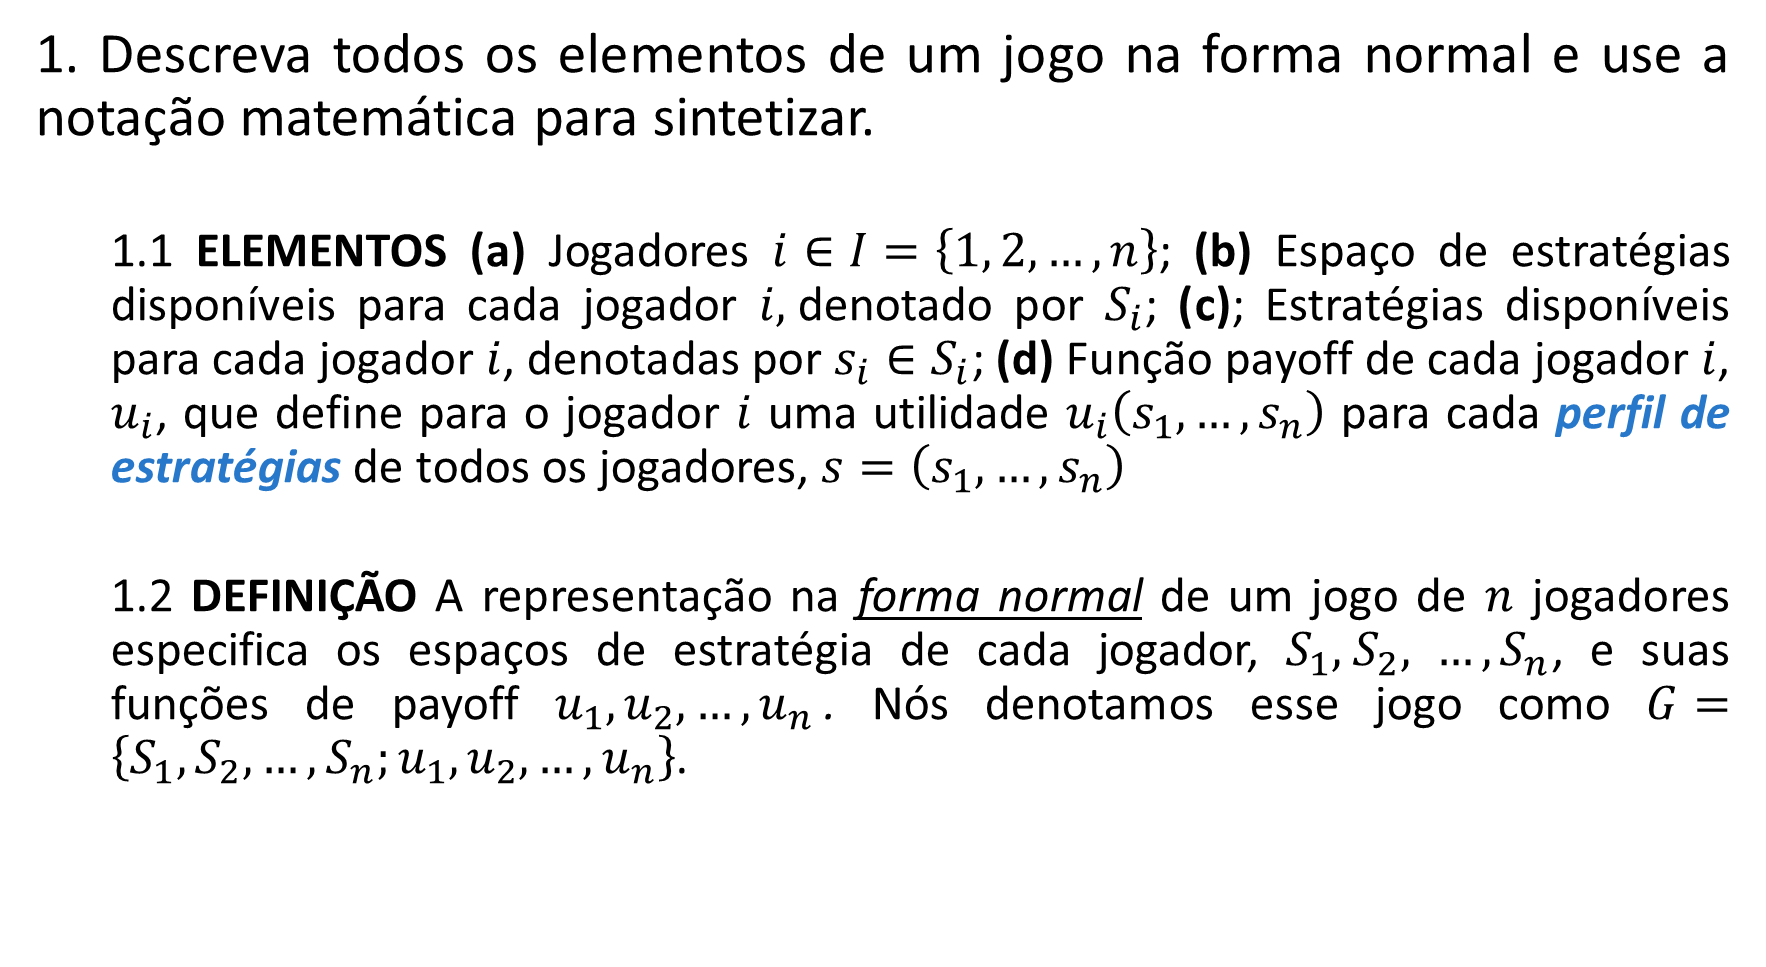 1. Descreva todos os elementos de um jogo na forma normal e use a
notação matemática para sintetizar.
1.1 ELEMENTOS (a) Jogadores i ∈ I = {1, 2, … , n}; (b) Espaço de estratégias
disponíveis para cada jogador i, denotado por Sᵢ; (c); Estratégias disponíveis
para cada jogador i, denotadas por sᵢ ∈ Sᵢ; (d) Função payoff de cada jogador i,
uᵢ, que define para o jogador i uma utilidade uᵢ(s₁, … , sₙ) para cada perfil de
estratégias de todos os jogadores, s = (s₁, … , sₙ)
1.2 DEFINIÇÃO A representação na forma normal de um jogo de n jogadores
especifica os espaços de estratégia de cada jogador, S₁, S₂, … , Sₙ, e suas
funções de payoff u₁, u₂, … , uₙ . Nós denotamos esse jogo como G =
{S₁, S₂, … , Sₙ; u₁, u₂, … , uₙ}.